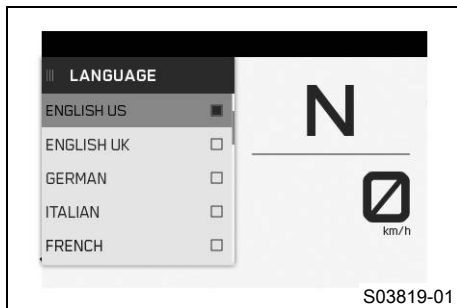 LANGUAGE
ENGLISH US
ENGLISH UK
GERMAN
ITALIAN
FRENCH
N
0
km/h
S03819-01